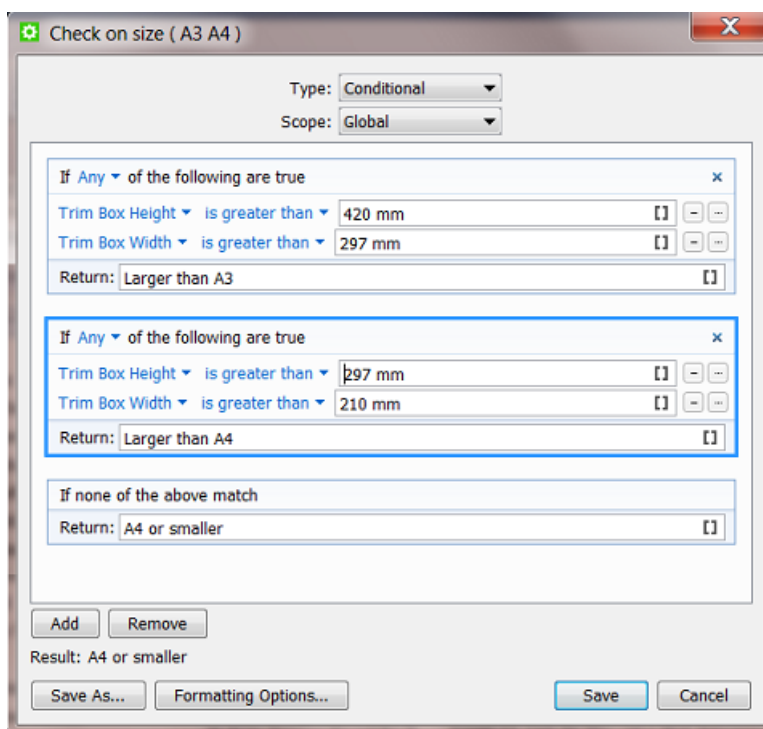 Check on size ( A3 A4 )
Type: Conditional
Scope: Global
If Any of the following are true
Trim Box Height is greater than 420 mm
Trim Box Width is greater than 297 mm
Return: Larger than A3
If Any of the following are true
Trim Box Height is greater than 297 mm
Trim Box Width is greater than 210 mm
Return: Larger than A4
If none of the above match
Return: A4 or smaller
Add Remove
Result: A4 or smaller
Save As... Formatting Options... Save Cancel